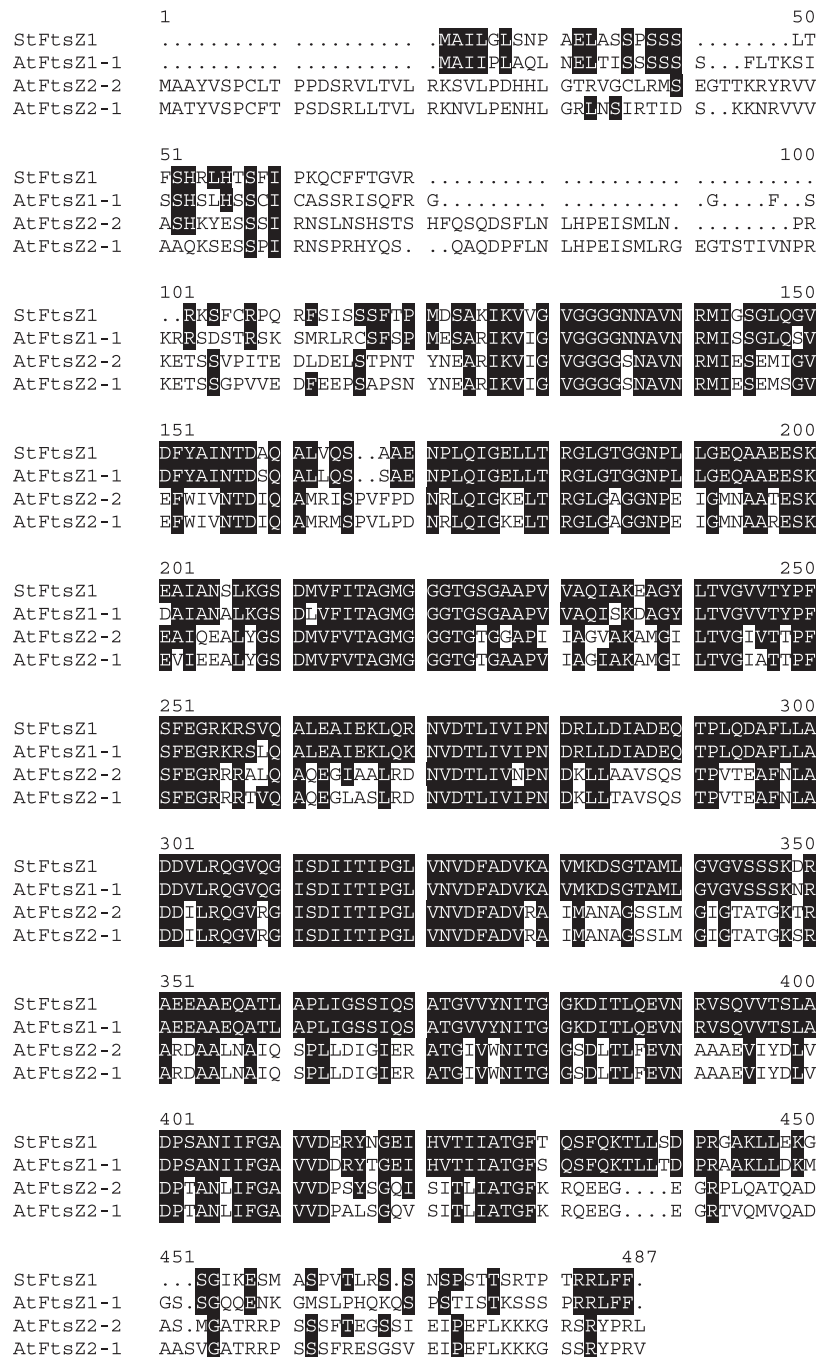 1 50
StFtsZ1 .......... .......... .MAILGLSNP AELASSPSSS ........LT
AtFtsZ1-1 .......... .......... .MAIIPLAQL NELTISSSSS S..FLTKSI
AtFtsZ2-2 MAAYVSPCLT PPDSRVLTVL RKSVLPDHHL GTRVGCLRMS EGTTKRYRVV
AtFtsZ2-1 MATYVSPCFT PSDSRLLTVL RKNVLPENHL GRLNSIRTID S..KKNRVVV
51 100
StFtsZ1 FSHRLHTSFI PKQCFFTGVR .......... .......... ..........
AtFtsZ1-1 SSHSLHSSCI CASSRISQFR G......... .......... .G...F...S
AtFtsZ2-2 ASHKYESSSI RNSLNSHSTS HFQSQDSFLN LHPEISMLN. ........PR
AtFtsZ2-1 AAQKSESSPI RNSPRHYQS. .QAQDPFLNL HPEISMLRG EGTSTIVNPR
101 150
StFtsZ1 ..RKSFCRPQ RFSISSSFTP MDSAKIKVVG VGGGGNNAVN RMIGSGLQGV
AtFtsZ1-1 KRRSDSTRSK SMRLRCSFSP MESARIKVIG VGGGGNNAVN RMISSGLQSV
AtFtsZ2-2 KETSSVPITE DLDELSTPNT YNEARIKVIG VGGGGSNAVN RMIESEMIGV
AtFtsZ2-1 KETSSGPVVE DFEEPSAPSN YNEARIKVIG VGGGGSNAVN RMIESEMSGV
151 200
StFtsZ1 DFYAINTDAQ ALVQS..AAE NPLQIGELLT RGLGTGGNPL LGEQAAEESK
AtFtsZ1-1 DFYAINTDSQ ALLQS..SAE NPLQIGELLT RGLGTGGNPL LGEQAAEESK
AtFtsZ2-2 EFWIVNTDIQ AMRISPVFPD NRLQIGKELT RGLGAGGNPE IGMNAATESK
AtFtsZ2-1 EFWIVNTDIQ AMRMSPVLPD NRLQIGKELT RGLGAGGNPE IGMNAARESK
201 250
StFtsZ1 EAIANSLKGS DMVFITAGMG GGTGSGAAPV VAQIAKEAGY LTVGVVTYPF
AtFtsZ1-1 DAIANALKGS DLVFITAGMG GGTGSGAAPV VAQISKDAGY LTVGVVTYPF
AtFtsZ2-2 EAIQEALYGS DMVFVTAGMG GGTGTGGAPI IAGVAKAMGI LTVGIVTTPF
AtFtsZ2-1 EVIEEALYGS DMVFVTAGMG GGTGTGAAPV IAGIAKAMGI LTVGIATTPF
251 300
StFtsZ1 SFEGRKRSVQ ALEAIEKLQR NVDTLIVIPN DRLLDIADEQ TPLQDAFLLA
AtFtsZ1-1 SFEGRKRSLQ ALEAIEKLQK NVDTLIVIPN DRLLDIADEQ TPLQDAFLLA
AtFtsZ2-2 SFEGRRRALQ AQEGIAALRD NVDTLIVNPN DKLLAAVSQS TPVTEAFNLA
AtFtsZ2-1 SFEGRRRTVQ AQEGLASLRD NVDTLIVIPN DKLLTAVSQS TPVTEAFNLA
301 350
StFtsZ1 DDVLRQGVQG ISDIITIPGL VNVDFADVKA VMKDSGTAML GVGVSSSKDR
AtFtsZ1-1 DDVLRQGVQG ISDIITIPGL VNVDFADVKA VMKDSGTAML GVGVSSSKNR
AtFtsZ2-2 DDILRQGVRG ISDIITIPGL VNVDFADVRA IMANAGSSLM GIGTATGKTR
AtFtsZ2-1 DDILRQGVRG ISDIITIPGL VNVDFADVRA IMANAGSSLM GIGTATGKSR
351 400
StFtsZ1 AEEAAEQATL APLIGSSIQS ATGVVYNITG GKDITLQEVN RVSQVVTSLA
AtFtsZ1-1 AEEAAEQATL APLIGSSIQS ATGVVYNITG GKDITLQEVN RVSQVVTSLA
AtFtsZ2-2 ARDAALNAIQ SPLLDIGIER ATGIVWNITG GSDLTLFEVN AAAEVIYDLV
AtFtsZ2-1 ARDAALNAIQ SPLLDIGIER ATGIVWNITG GSDLTLFEVN AAAEVIYDLV
401 450
StFtsZ1 DPSANIIFGA VVDERYNGEI HVTIIATGFT QSFQKTLLSD PRGAKLLEKG
AtFtsZ1-1 DPSANIIFGA VVDDRYTGEI HVTIIATGFS QSFQKTLLTD PRAAKLLDKM
AtFtsZ2-2 DPTANLIFGA VVDPSYSGQI SITLIATGFK RQEEG....E GRPLQATQAD
AtFtsZ2-1 DPTANLIFGA VVDPALSGQV SITLIATGFK RQEEG....E GRTVQMVQAD
451 487
StFtsZ1 ...SGIKESM ASPVTLRS.S NSPSTTSRTP TRRLFF.
AtFtsZ1-1 GS.SGQQENK GMSLPHQKQS PSTISTKSSS PRRLFF.
AtFtsZ2-2 AS.MGATRRP SSSFTEGSSI EIPEFLKKKG RSRYPRL
AtFtsZ2-1 AASVGATRRP SSSFRESGSV EIPEFLKKKG SSRYPRV